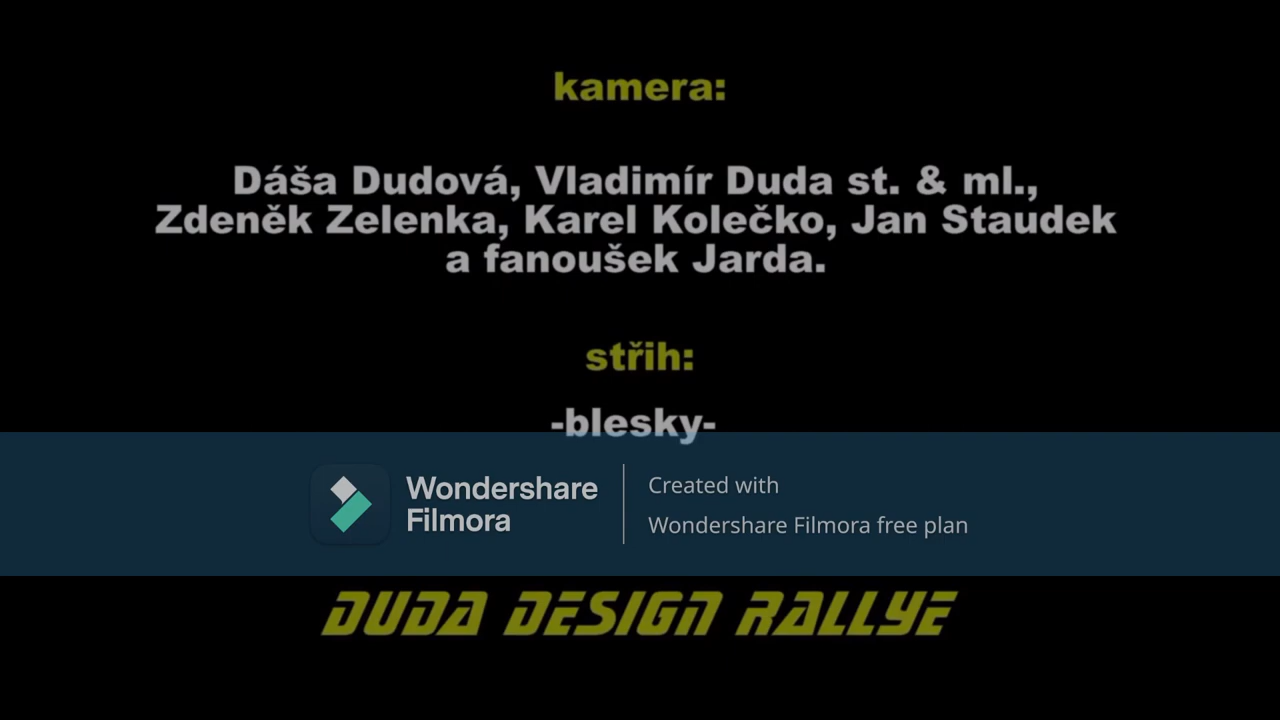 kamera:
Dáša Dudová, Vladimír Duda st. & ml.,
Zdeněk Zelenka, Karel Kolečko, Jan Staudek
a fanoušek Jarda.
střih:
-blesky-
Wondershare
Filmora
Created with
Wondershare Filmora free plan
DUDA DESIGN RALLYE